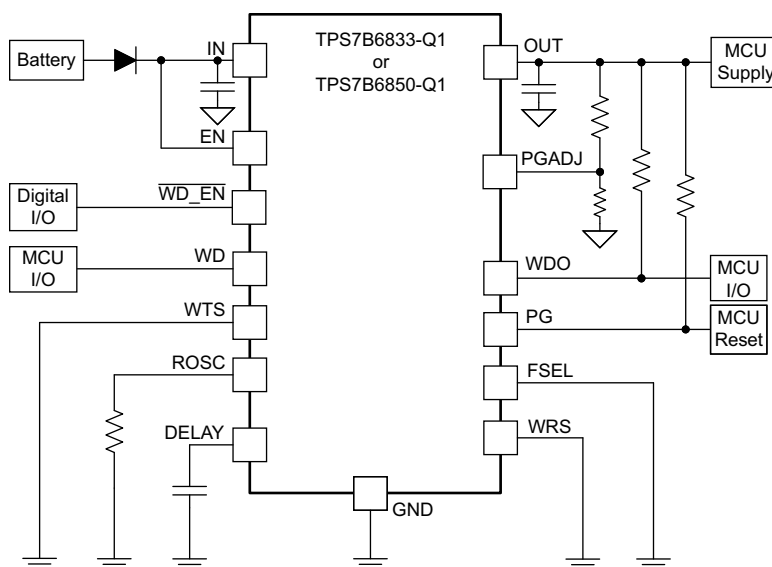 TPS7B6833-Q1
or
TPS7B6850-Q1
Battery
IN
EN
Digital
I/O
WD_EN
MCU
I/O
WD
WTS
ROSC
DELAY
GND
OUT
MCU
Supply
PGADJ
WDO
MCU
I/O
PG
MCU
Reset
FSEL
WRS